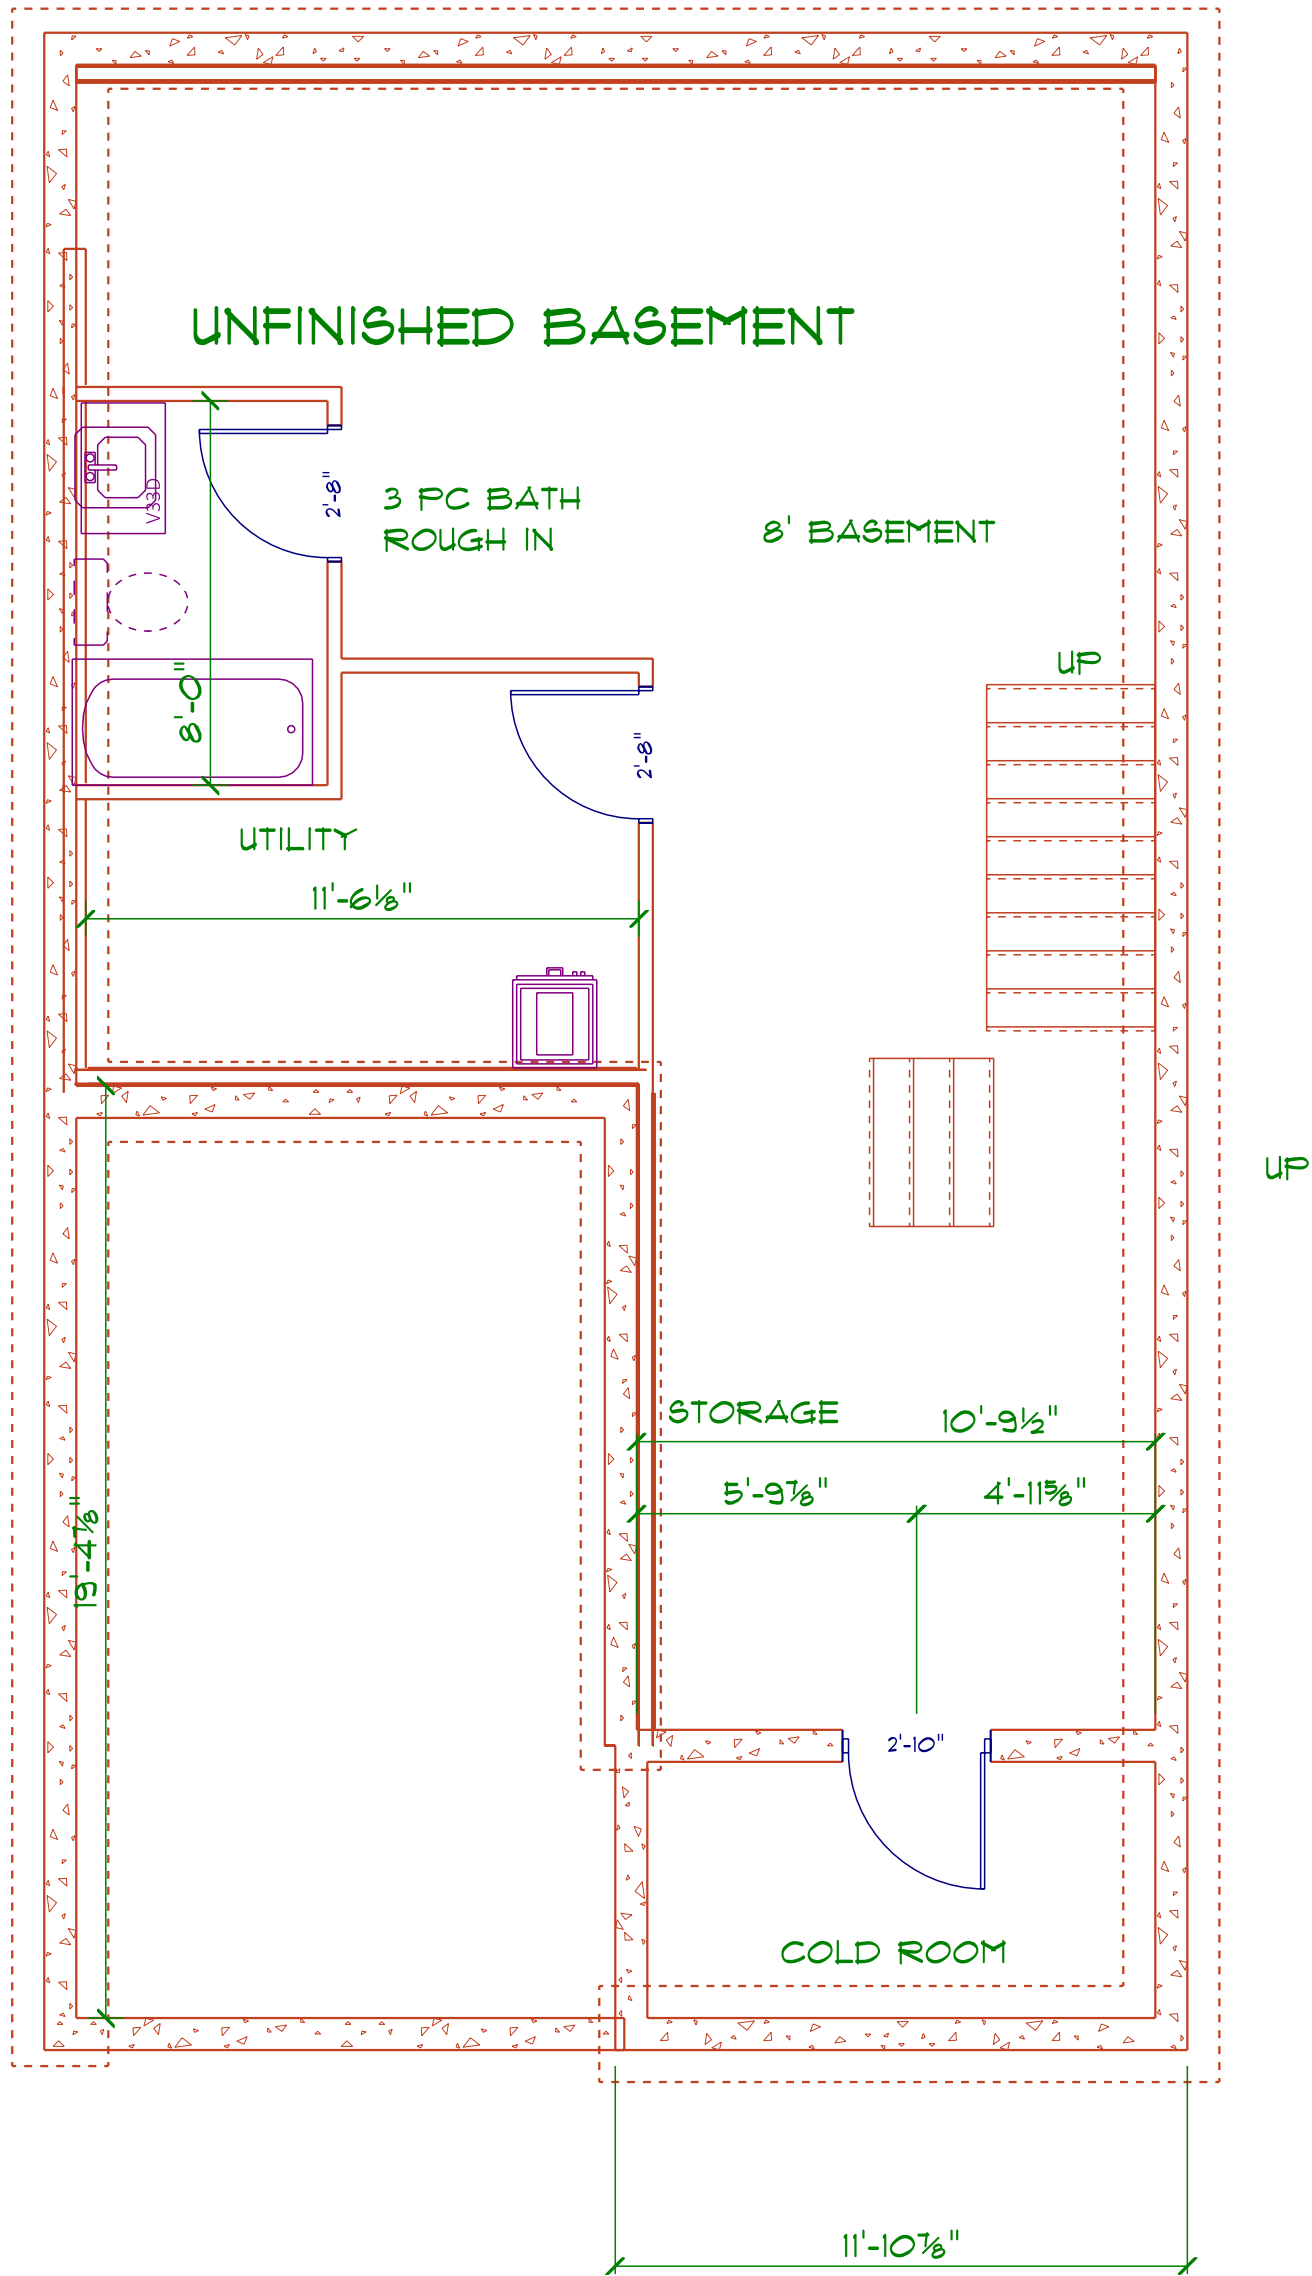 UNFINISHED BASEMENT
2'-8"
3 PC BATH
ROUGH IN
8' BASEMENT
V33D
UP
8'-0"
2'-8"
UTILITY
11'-6⅛"
UP
STORAGE
10'-9½"
5'-9⅞"
4'-11⅝"
19'-4⅞"
2'-10"
COLD ROOM
11'-10⅞"